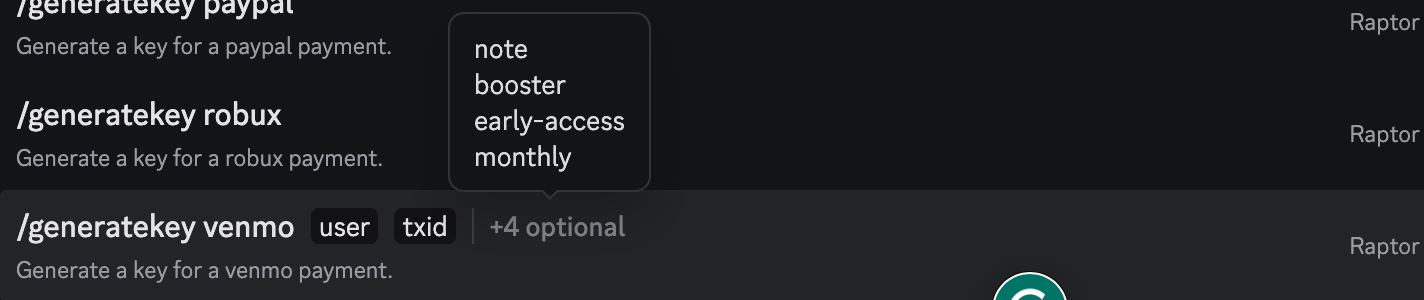 /generatekey paypal
Generate a key for a paypal payment.
Raptor
note
booster
early-access
monthly
/generatekey robux
Generate a key for a robux payment.
Raptor
/generatekey venmo user txid +4 optional
Generate a key for a venmo payment.
Raptor